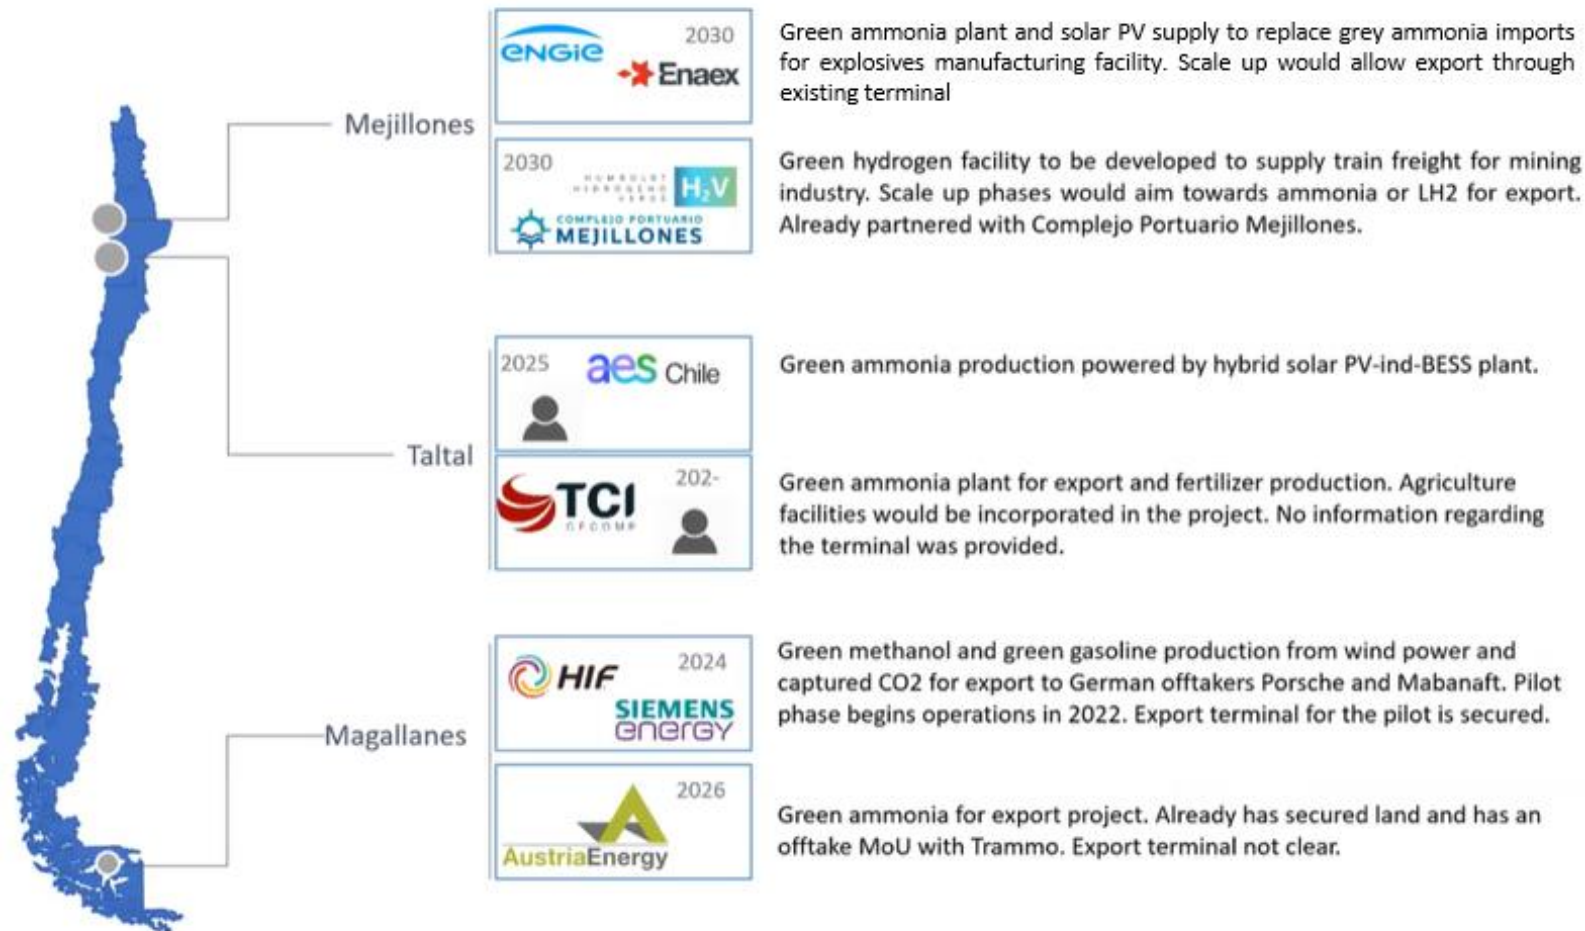 ENGIE
2030
Enaex
Green ammonia plant and solar PV supply to replace grey ammonia imports
for explosives manufacturing facility. Scale up would allow export through
existing terminal
Mejillones
2030
HUMBOLDT
HIDROGENO
VERDE
H2V
COMPLEJO PORTUARIO
MEJILLONES
Green hydrogen facility to be developed to supply train freight for mining
industry. Scale up phases would aim towards ammonia or LH2 for export.
Already partnered with Complejo Portuario Mejillones.
2025
aes Chile
Green ammonia production powered by hybrid solar PV-ind-BESS plant.
Taltal
TCI
GECOMP
202-
Green ammonia plant for export and fertilizer production. Agriculture
facilities would be incorporated in the project. No information regarding
the terminal was provided.
HIF
2024
SIEMENS
energy
Green methanol and green gasoline production from wind power and
captured CO2 for export to German offtakers Porsche and Mabanaft. Pilot
phase begins operations in 2022. Export terminal for the pilot is secured.
Magallanes
2026
AustriaEnergy
Green ammonia for export project. Already has secured land and has an
offtake MoU with Trammo. Export terminal not clear.